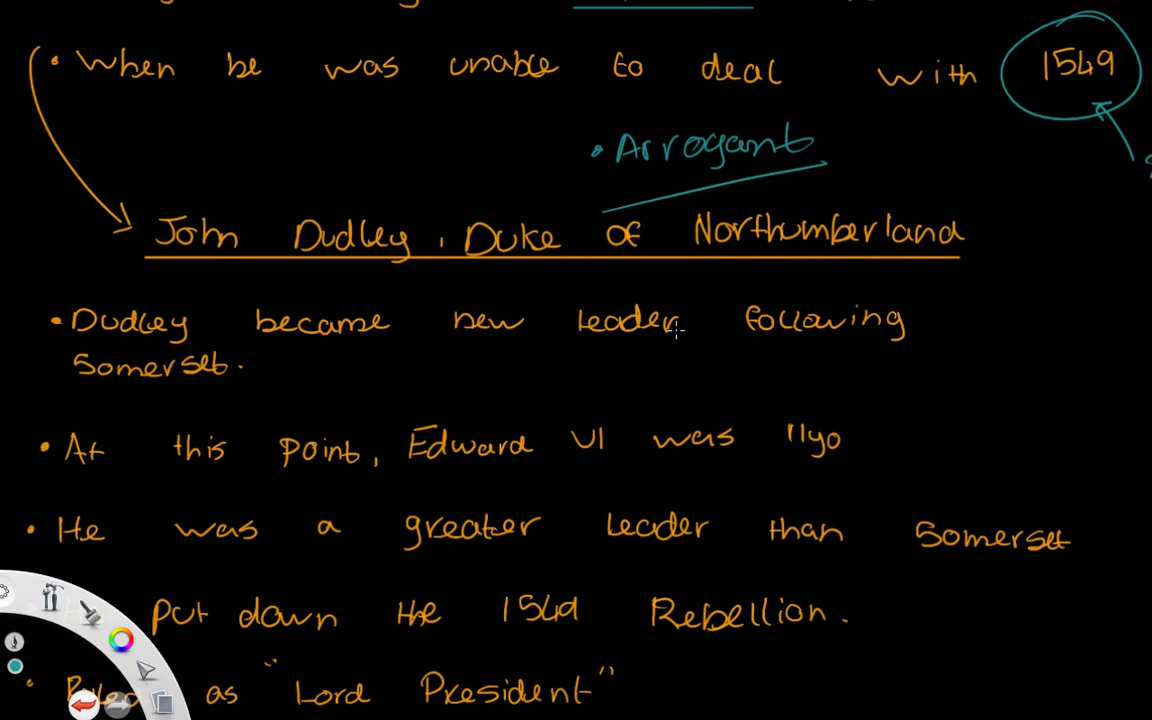 • When be was unable to deal with 1549
• Arrogant
John Dudley, Duke of Northumberland
• Dudley became new leader following
Somerset.
• At this point, Edward VI was 11yo
• He was a greater leader than Somerset
put down the 1549 Rebellion.
• Ruled as "Lord President"